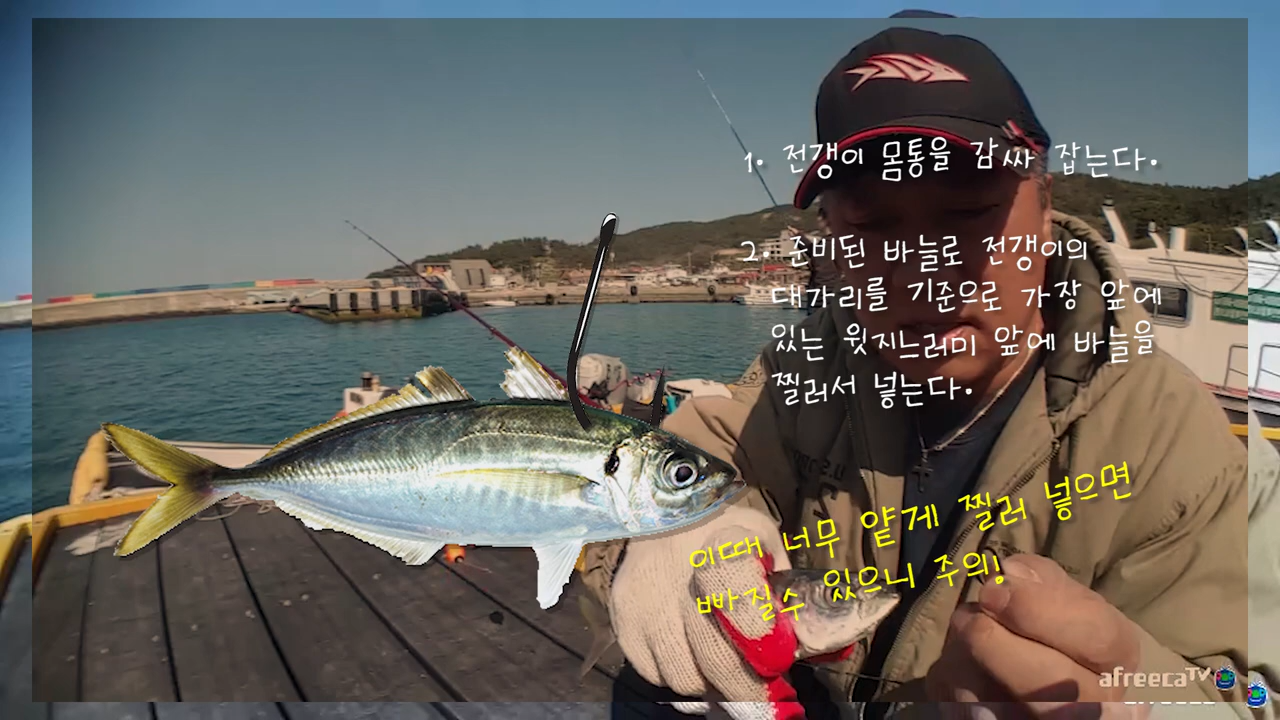 1. 전갱이 몸통을 감싸 잡는다.
2. 준비된 바늘로 전갱이의
대가리를 기준으로 가장 앞에
있는 윗지느러미 앞에 바늘을
찔러서 넣는다.
이때 너무 얕게 찔러 넣으면
빠질수 있으니 주의!
afreecaTV